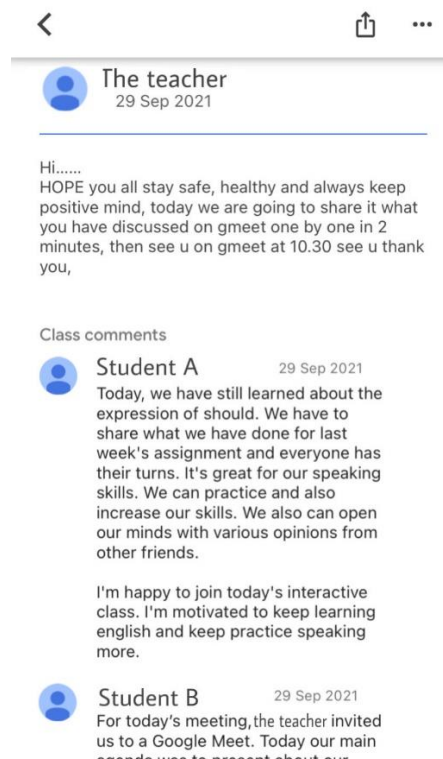 The teacher
29 Sep 2021
Hi......
HOPE you all stay safe, healthy and always keep
positive mind, today we are going to share it what
you have discussed on gmeet one by one in 2
minutes, then see u on gmeet at 10.30 see u thank
you,
Class comments
Student A 29 Sep 2021
Today, we have still learned about the
expression of should. We have to
share what we have done for last
week's assignment and everyone has
their turns. It's great for our speaking
skills. We can practice and also
increase our skills. We also can open
our minds with various opinions from
other friends.
I'm happy to join today's interactive
class. I'm motivated to keep learning
english and keep practice speaking
more.
Student B 29 Sep 2021
For today's meeting, the teacher invited
us to a Google Meet. Today our main
agenda was to present about our